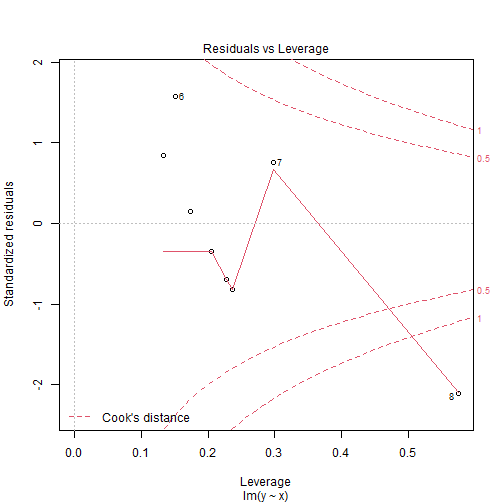 Residuals vs Leverage
Standardized residuals
2
1
0
-1
-2
6
7
8
1
0.5
0.5
1
Cook's distance
0.0 0.1 0.2 0.3 0.4 0.5
Leverage
lm(y ~ x)